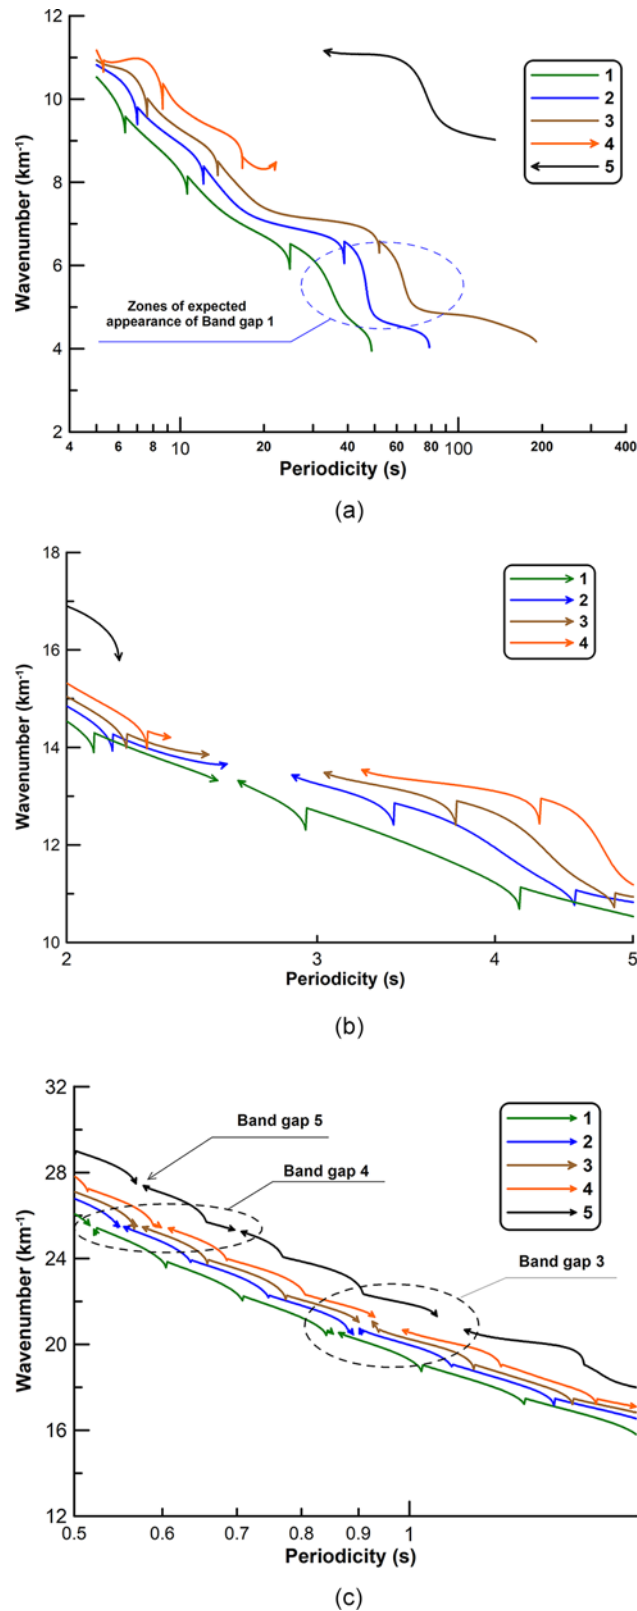 12
10
8
6
4
2
Wavenumber (km⁻¹)
1
2
3
4
5
Zones of expected
appearance of Band gap 1
4 6 8 10 20 40 60 80 100 200 400
Periodicity (s)
(a)
18
16
14
12
10
Wavenumber (km⁻¹)
1
2
3
4
2 3 4 5
Periodicity (s)
(b)
32
28
24
20
16
12
Wavenumber (km⁻¹)
1
2
3
4
5
Band gap 5
Band gap 4
Band gap 3
0.5 0.6 0.7 0.8 0.9 1
Periodicity (s)
(c)